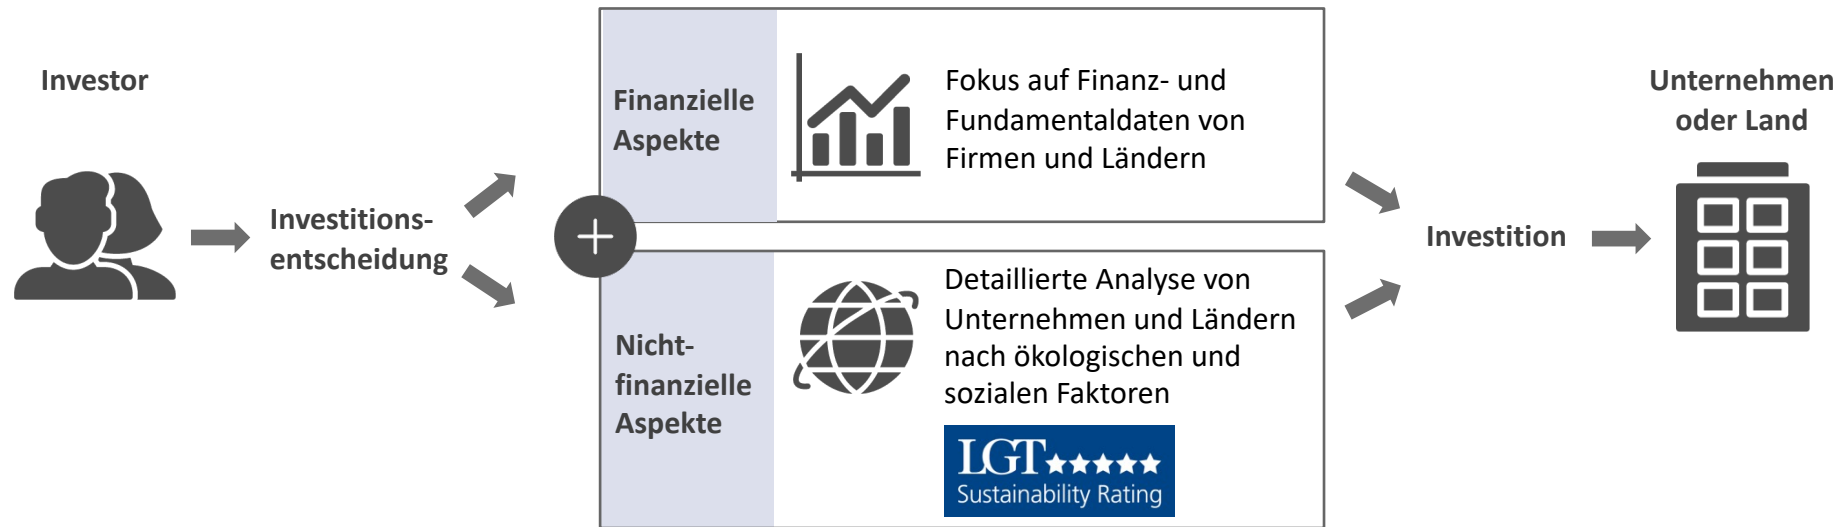 Investor
Investitions-
entscheidung
Finanzielle
Aspekte
Fokus auf Finanz- und
Fundamentaldaten von
Firmen und Ländern
Nicht-
finanzielle
Aspekte
Detaillierte Analyse von
Unternehmen und Ländern
nach ökologischen und
sozialen Faktoren
LGT★★★★★
Sustainability Rating
Investition
Unternehmen
oder Land